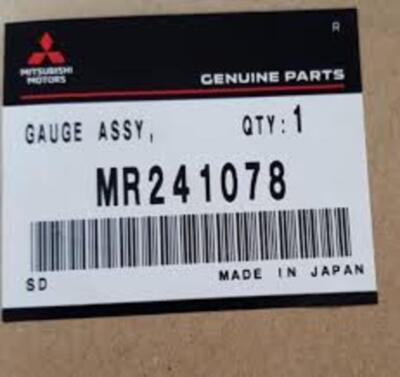 R
MITSUBISHI
MOTORS
GENUINE PARTS
GAUGE ASSY, QTY:1
MR241078
SD MADE IN JAPAN